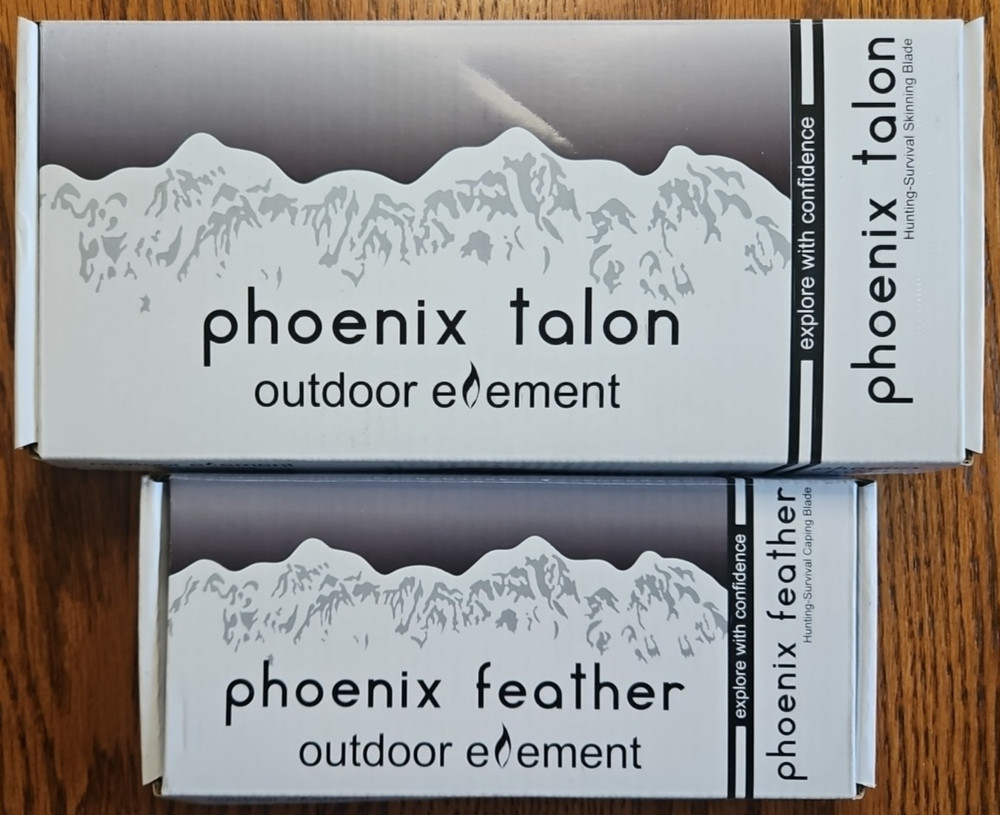 phoenix talon
outdoor element
explore with confidence
phoenix talon
Hunting-Survival Skinning Blade
phoenix feather
outdoor element
explore with confidence
phoenix feather
Hunting-Survival Caping Blade